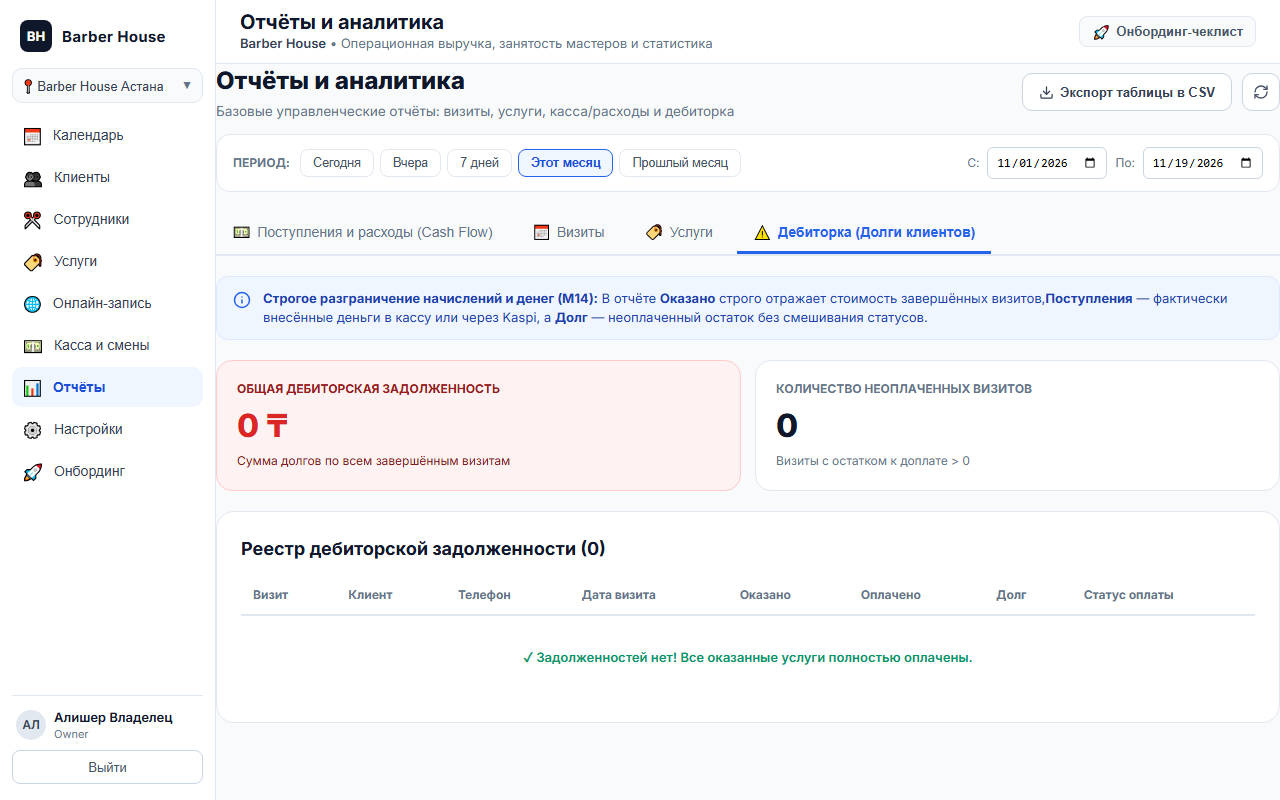 BH Barber House
Barber House Астана ▼
Календарь
Клиенты
Сотрудники
Услуги
Онлайн-запись
Касса и смены
Отчёты
Настройки
Онбординг
АЛ Алишер Владелец
Owner
Выйти
Отчёты и аналитика
Barber House • Операционная выручка, занятость мастеров и статистика
Онбординг-чеклист
Отчёты и аналитика
Базовые управленческие отчёты: визиты, услуги, касса/расходы и дебиторка
Экспорт таблицы в CSV
ПЕРИОД: Сегодня Вчера 7 дней Этот месяц Прошлый месяц С: 11/01/2026 По: 11/19/2026
Поступления и расходы (Cash Flow) Визиты Услуги Дебиторка (Долги клиентов)
Строгое разграничение начислений и денег (M14): В отчёте Оказано строго отражает стоимость завершённых визитов,Поступления — фактически
внесённые деньги в кассу или через Kaspi, а Долг — неоплаченный остаток без смешивания статусов.
ОБЩАЯ ДЕБИТОРСКАЯ ЗАДОЛЖЕННОСТЬ
0 ₸
Сумма долгов по всем завершённым визитам
КОЛИЧЕСТВО НЕОПЛАЧЕННЫХ ВИЗИТОВ
0
Визиты с остатком к доплате > 0
Реестр дебиторской задолженности (0)
Визит Клиент Телефон Дата визита Оказано Оплачено Долг Статус оплаты
✓ Задолженностей нет! Все оказанные услуги полностью оплачены.